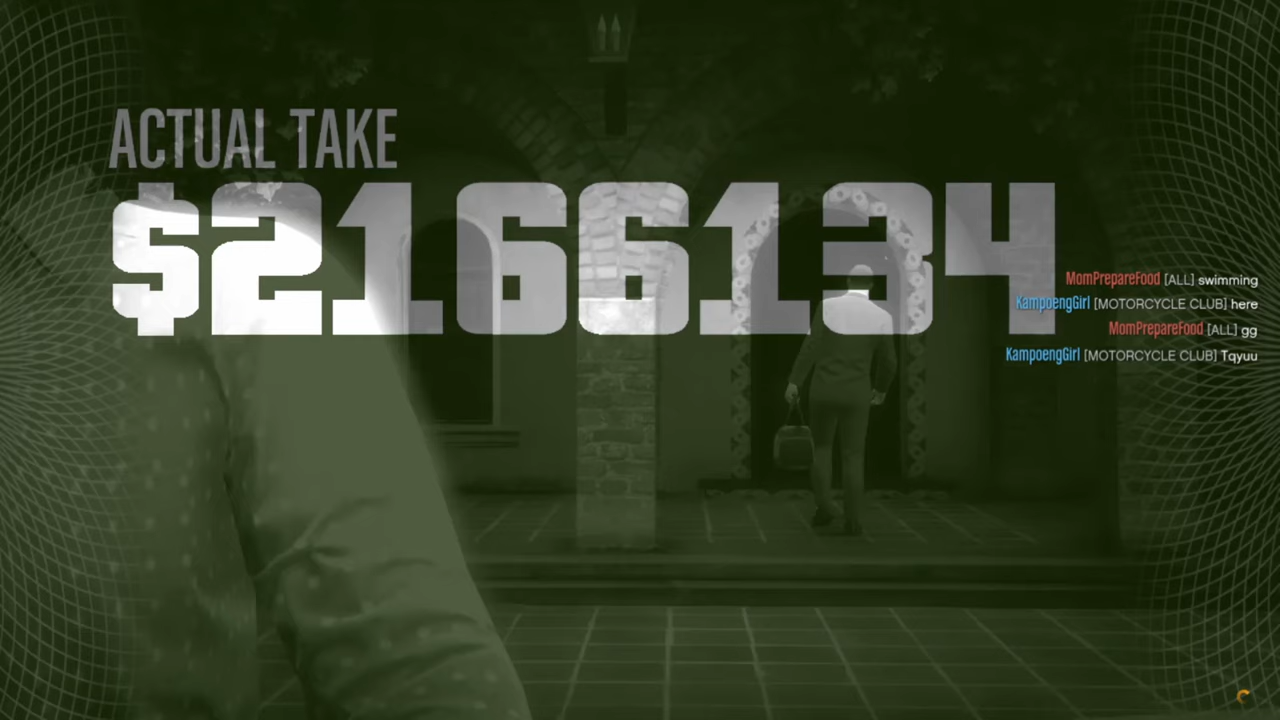 ACTUAL TAKE
$2166134
MomPrepareFood [ALL] swimming
KampoengGirl [MOTORCYCLE CLUB] here
MomPrepareFood [ALL] gg
KampoengGirl [MOTORCYCLE CLUB] Tqyuu